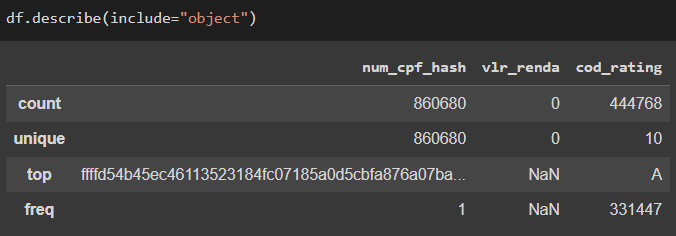 df.describe(include="object")
num_cpf_hash vlr_renda cod_rating
count 860680 0 444768
unique 860680 0 10
top ffffd54b45ec46113523184fc07185a0d5cbfa876a07ba... NaN A
freq 1 NaN 331447